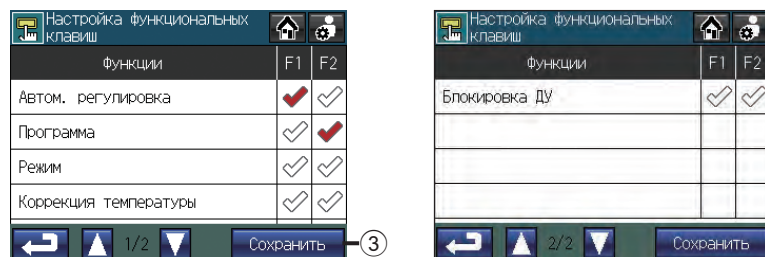 Настройка функциональных
клавиш
Функции F1 F2
Автом. регулировка
Программа
Режим
Коррекция температуры
1/2 Сохранить
3
Настройка функциональных
клавиш
Функции F1 F2
Блокировка ДУ
2/2 Сохранить